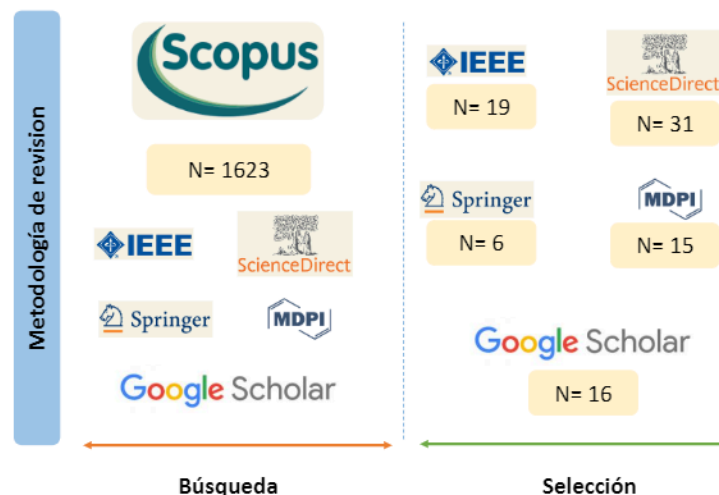 Metodología de revision
Scopus
N= 1623
IEEE
ScienceDirect
Springer
MDPI
Google Scholar
Búsqueda
IEEE
N= 19
ScienceDirect
N= 31
Springer
N= 6
MDPI
N= 15
Google Scholar
N= 16
Selección